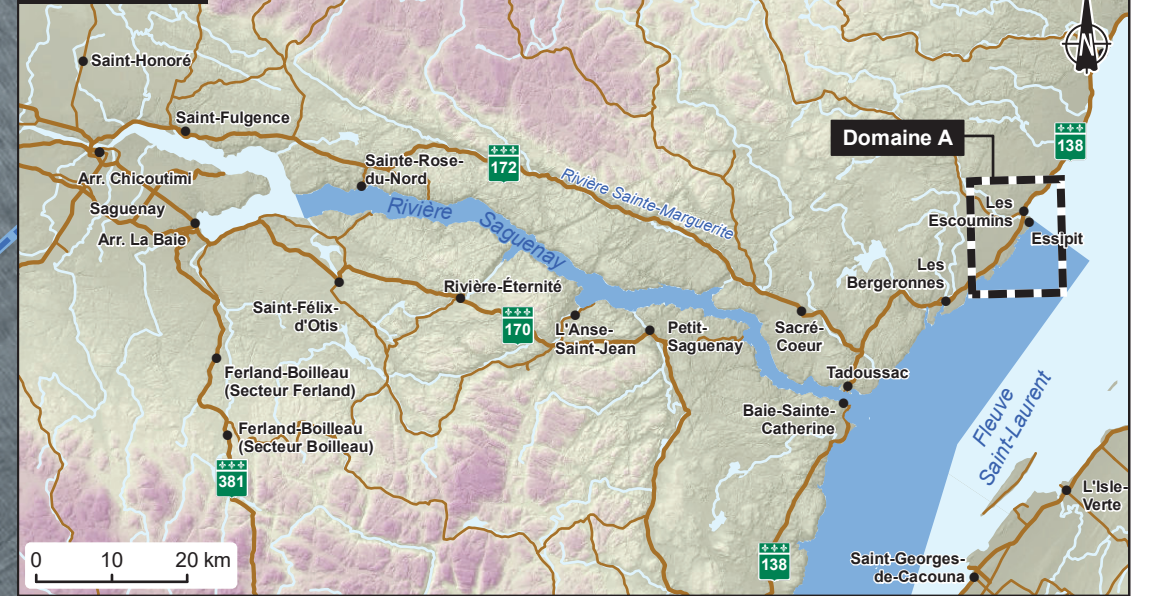 N
Saint-Honoré
138
Saint-Fulgence
Domaine A
172
Sainte-Rose-
du-Nord
Arr. Chicoutimi
Rivière Sainte-Marguerite
Saguenay
Arr. La Baie
Rivière Saguenay
Les
Escoumins
Essipit
Les
Bergeronnes
Rivière-Éternité
Saint-Félix-
d'Otis
170
L'Anse-
Saint-Jean
Petit-
Saguenay
Sacré-
Coeur
Tadoussac
Ferland-Boilleau
(Secteur Ferland)
Baie-Sainte-
Catherine
Fleuve
Saint-Laurent
Ferland-Boilleau
(Secteur Boilleau)
381
L'Isle-
Verte
138
Saint-Georges-
de-Cacouna
0 10 20 km